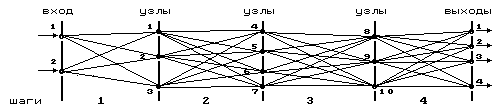 вход узлы узлы узлы выходы
1 1 4 8 1
5 2
2 2 9 3
6
3 7 10 4
шаги 1 2 3 4